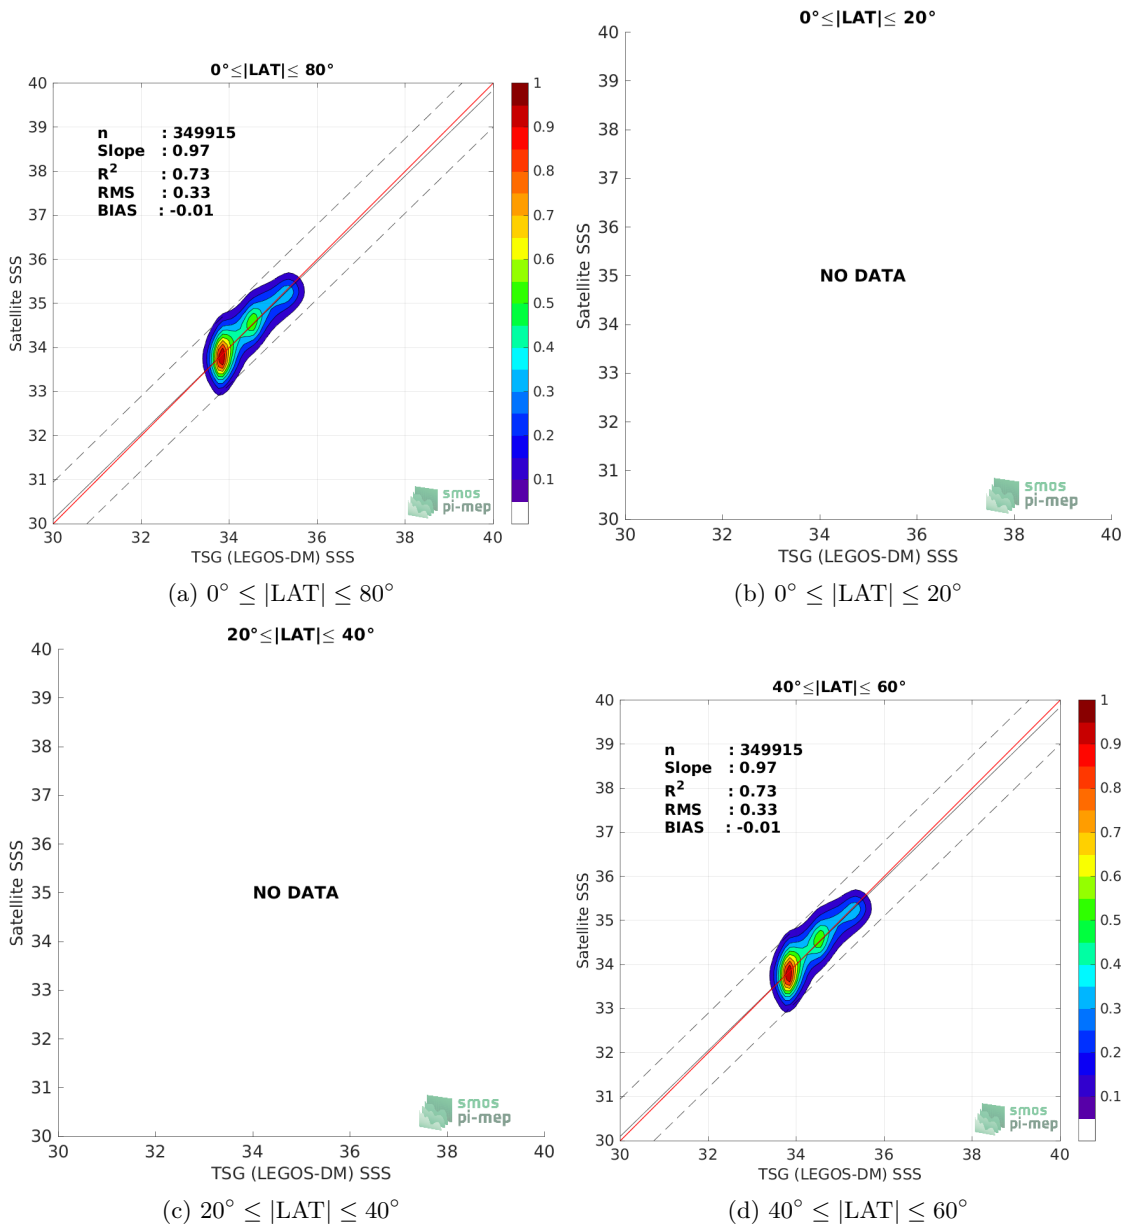 0°≤|LAT|≤ 80°
40
39
38
37
36
35
34
33
32
31
30
Satellite SSS
n : 349915
Slope : 0.97
R² : 0.73
RMS : 0.33
BIAS : -0.01
1
0.9
0.8
0.7
0.6
0.5
0.4
0.3
0.2
0.1
smos
pi-mep
30 32 34 36 38 40
TSG (LEGOS-DM) SSS
(a) 0° ≤ |LAT| ≤ 80°
0°≤|LAT|≤ 20°
40
39
38
37
36
35
34
33
32
31
30
Satellite SSS
NO DATA
smos
pi-mep
30 32 34 36 38 40
TSG (LEGOS-DM) SSS
(b) 0° ≤ |LAT| ≤ 20°
20°≤|LAT|≤ 40°
40
39
38
37
36
35
34
33
32
31
30
Satellite SSS
NO DATA
smos
pi-mep
30 32 34 36 38 40
TSG (LEGOS-DM) SSS
(c) 20° ≤ |LAT| ≤ 40°
40°≤|LAT|≤ 60°
40
39
38
37
36
35
34
33
32
31
30
Satellite SSS
n : 349915
Slope : 0.97
R² : 0.73
RMS : 0.33
BIAS : -0.01
1
0.9
0.8
0.7
0.6
0.5
0.4
0.3
0.2
0.1
smos
pi-mep
30 32 34 36 38 40
TSG (LEGOS-DM) SSS
(d) 40° ≤ |LAT| ≤ 60°